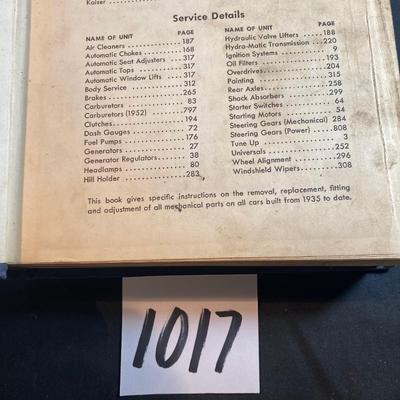 Kaiser
Service Details
NAME OF UNIT PAGE
Air Cleaners 187
Automatic Chokes 168
Automatic Seat Adjusters 317
Automatic Tops 317
Automatic Window Lifts 317
Body Service 312
Brakes 265
Carburetors 83
Carburetors (1952) 797
Clutches 194
Dash Gauges 72
Fuel Pumps 176
Generators 27
Generator Regulators 38
Headlamps 80
Hill Holder 283
NAME OF UNIT PAGE
Hydraulic Valve Lifters 188
Hydra-Matic Transmission 220
Ignition Systems 9
Oil Filters 193
Overdrives 204
Painting 315
Rear Axles 258
Shock Absorbers 299
Starter Switches 64
Starting Motors 54
Steering Gears (Mechanical) 284
Steering Gears (Power) 808
Tune Up 3
Universals 252
Wheel Alignment 296
Windshield Wipers 308
This book gives specific instructions on the removal, replacement, fitting
and adjustment of all mechanical parts on all cars built from 1935 to date.
1017